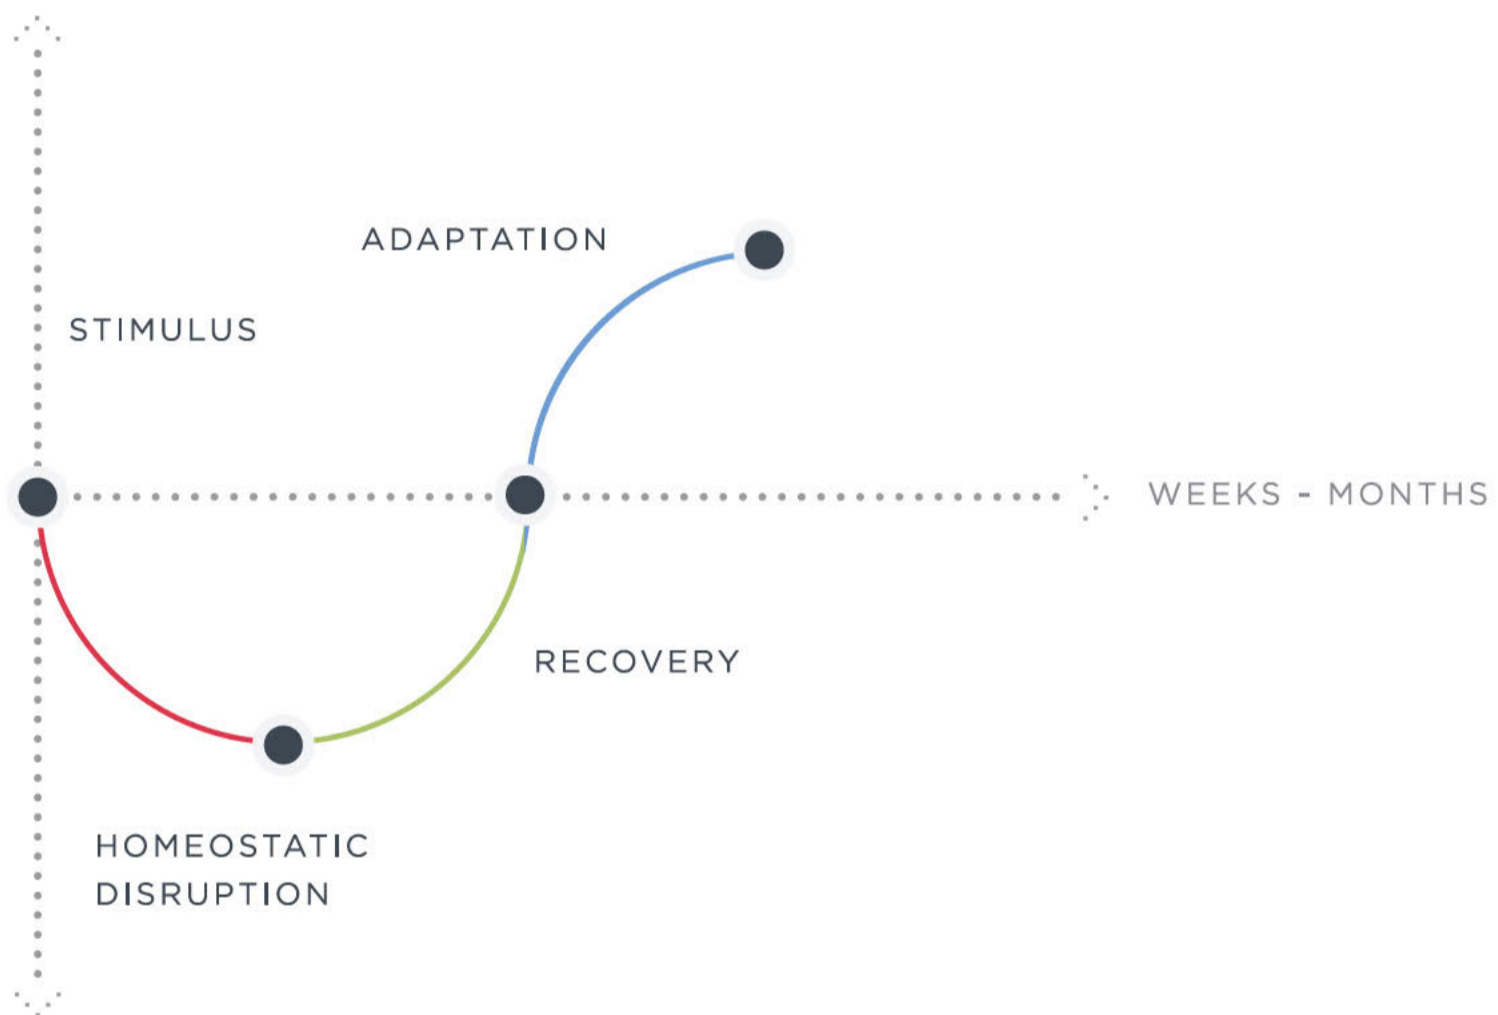 ADAPTATION
STIMULUS
WEEKS - MONTHS
RECOVERY
HOMEOSTATIC
DISRUPTION